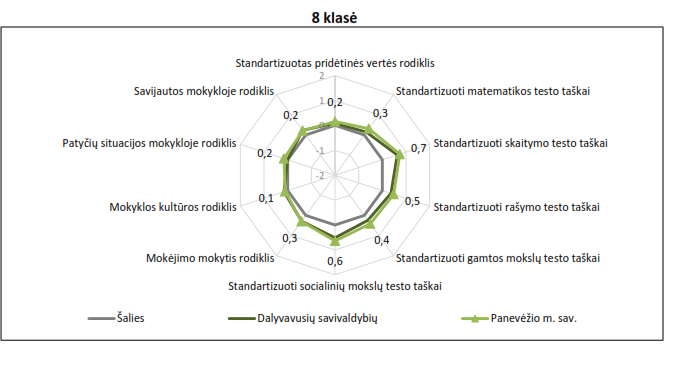 8 klasė
Standartizuotas pridėtinės vertės rodiklis
2
Savijautos mokykloje rodiklis
Standartizuoti matematikos testo taškai
1
0,2
0,2
0,3
Patyčių situacijos mokykloje rodiklis
Standartizuoti skaitymo testo taškai
0,2
-1
0,7
-2
Mokyklos kultūros rodiklis
0,1
0,5
Standartizuoti rašymo testo taškai
0,3
0,4
Mokėjimo mokytis rodiklis
0,6
Standartizuoti gamtos mokslų testo taškai
Standartizuoti socialinių mokslų testo taškai
Šalies
Dalyvavusių savivaldybių
Panevėžio m. sav.